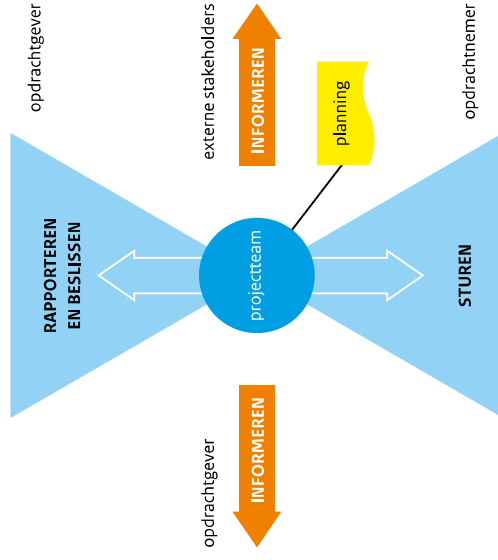 opdrachtgever
RAPPORTEREN
EN BESLISSEN
opdrachtgever
externe stakeholders
INFORMEREN
projectteam
INFORMEREN
planning
STUREN
opdrachtnemer